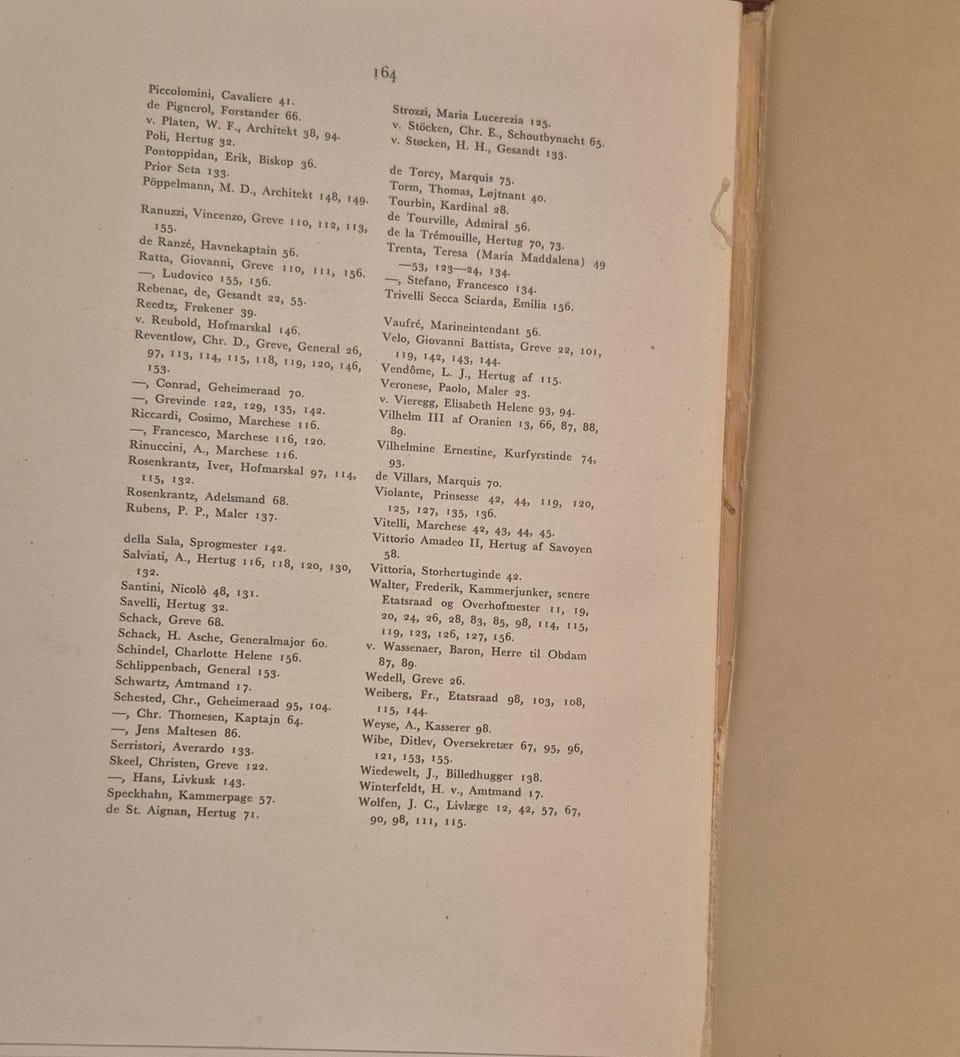 164
Piccolomini, Cavaliere 41.
de Pignerol, Forstander 66.
v. Platen, W. F., Architekt 38, 94.
Poli, Hertug 32.
Pontoppidan, Erik, Biskop 36.
Prior Seta 133.
Pöppelmann, M. D., Architekt 148, 149.
Ranuzzi, Vincenzo, Greve 110, 112, 113,
155.
de Ranzé, Havnekaptain 56.
Ratta, Giovanni, Greve 110, 111, 156.
—, Ludovico 155, 156.
Rebenac, de, Gesandt 22, 55.
Reedtz, Frøkener 39.
v. Reubold, Hofmarskal 146.
Reventlow, Chr. D., Greve, General 26,
97, 113, 114, 115, 118, 119, 120, 146,
153.
—, Conrad, Geheimeraad 70.
—, Grevinde 122, 129, 135, 142.
Riccardi, Cosimo, Marchese 116.
—, Francesco, Marchese 116, 120.
Rinuccini, A., Marchese 116.
Rosenkrantz, Iver, Hofmarskal 97, 114,
115, 132.
Rosenkrantz, Adelsmand 68.
Rubens, P. P., Maler 137.
della Sala, Sprogmester 142.
Salviati, A., Hertug 116, 118, 120, 130,
132.
Santini, Nicolò 48, 131.
Savelli, Hertug 32.
Schack, Greve 68.
Schack, H. Asche, Generalmajor 60.
Schindel, Charlotte Helene 156.
Schlippenbach, General 153.
Schwartz, Amtmand 17.
Sehested, Chr., Geheimeraad 95, 104.
—, Chr. Thomesen, Kaptajn 64.
—, Jens Maltesen 86.
Serristori, Averardo 133.
Skeel, Christen, Greve 122.
—, Hans, Livkusk 143.
Speckhahn, Kammerpage 57.
de St. Aignan, Hertug 71.
Strozzi, Maria Lucerezia 125.
v. Stöcken, Chr. E., Schoutbynacht 65.
v. Støcken, H. H., Gesandt 133.
de Torcy, Marquis 75.
Torm, Thomas, Løjtnant 40.
Tourbin, Kardinal 28.
de Tourville, Admiral 56.
de la Trémouille, Hertug 70, 73.
Trenta, Teresa (Maria Maddalena) 49
—53, 123—24, 134.
—, Stefano, Francesco 134.
Trivelli Secca Sciarda, Emilia 156.
Vaufré, Marineintendant 56.
Velo, Giovanni Battista, Greve 22, 101,
119, 142, 143, 144.
Vendôme, L. J., Hertug af 115.
Veronese, Paolo, Maler 23.
v. Vieregg, Elisabeth Helene 93, 94.
Vilhelm III af Oranien 13, 66, 87, 88,
89.
Vilhelmine Ernestine, Kurfyrstinde 74,
93.
de Villars, Marquis 70.
Violante, Prinsesse 42, 44, 119, 120,
125, 127, 135, 136.
Vitelli, Marchese 42, 43, 44, 45.
Vittorio Amadeo II, Hertug af Savoyen
58.
Vittoria, Storhertuginde 42.
Walter, Frederik, Kammerjunker, senere
Etatsraad og Overhofmester 11, 19,
20, 24, 26, 28, 83, 85, 98, 114, 115,
119, 123, 126, 127, 156.
v. Wassenaer, Baron, Herre til Obdam
87, 89.
Wedell, Greve 26.
Weiberg, Fr., Etatsraad 98, 103, 108,
115, 144.
Weyse, A., Kasserer 98.
Wibe, Ditlev, Oversekretær 67, 95, 96,
121, 153, 155.
Wiedewelt, J., Billedhugger 138.
Winterfeldt, H. v., Amtmand 17.
Wolfen, J. C., Livlæge 12, 42, 57, 67,
90, 98, 111, 115.